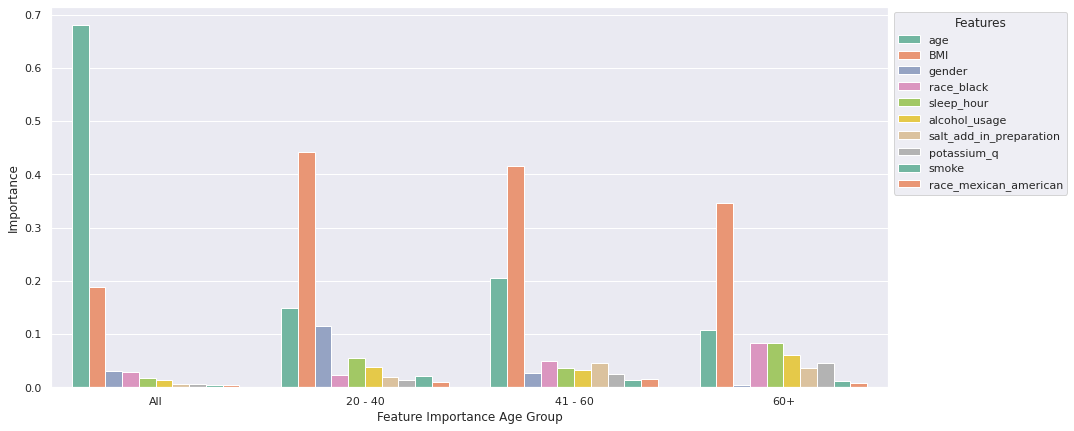 0.7
0.6
0.5
0.4
0.3
0.2
0.1
0.0
Importance
All
20 - 40
41 - 60
60+
Feature Importance Age Group
Features
age
BMI
gender
race_black
sleep_hour
alcohol_usage
salt_add_in_preparation
potassium_q
smoke
race_mexican_american